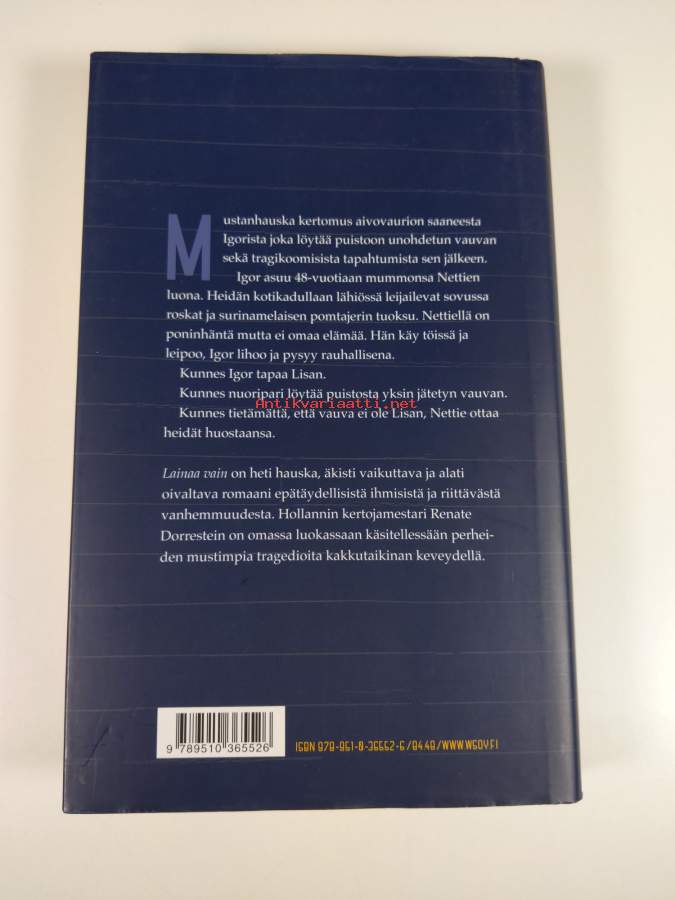 Mustanhauska kertomus aivovaurion saaneesta
Igorista joka löytää puistoon unohdetun vauvan
sekä tragikoomisista tapahtumista sen jälkeen.
Igor asuu 48-vuotiaan mummonsa Nettien
luona. Heidän kotikadullaan lähiössä leijailevat sovussa
roskat ja surinamelaisen pomtajerin tuoksu. Nettiellä on
poninhäntä mutta ei omaa elämää. Hän käy töissä ja
leipoo, Igor lihoo ja pysyy rauhallisena.
Kunnes Igor tapaa Lisan.
Kunnes nuoripari löytää puistosta yksin jätetyn vauvan.
Antikvariaatti.net
Kunnes tietämättä, että vauva ei ole Lisan, Nettie ottaa
heidät huostaansa.
Lainaa vain on heti hauska, äkisti vaikuttava ja alati
oivaltava romaani epätäydellisistä ihmisistä ja riittävästä
vanhemmuudesta. Hollannin kertojamestari Renate
Dorrestein on omassa luokassaan käsitellessään perhei-
den mustimpia tragedioita kakkutaikinan keveydellä.
9 789510 365526
ISBN 978-951-0-36552-6/84.48/WWW.WSOY.FI